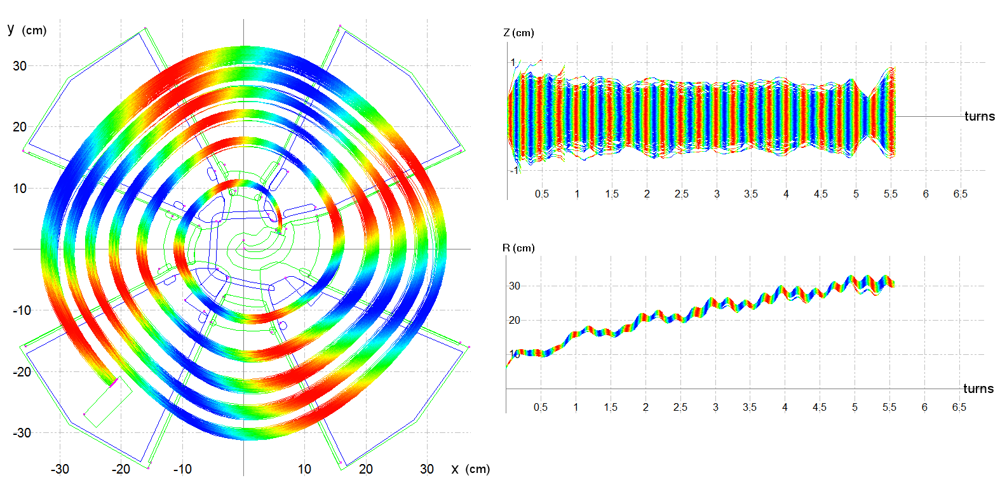 y (cm)
30
20
10
-10
-20
-30
-30 -20 -10 10 20 30 x (cm)
Z (cm)
1
-1
turns
0,5 1 1,5 2 2,5 3 3,5 4 4,5 5 5,5 6 6,5
R (cm)
30
20
10
turns
0,5 1 1,5 2 2,5 3 3,5 4 4,5 5 5,5 6 6,5